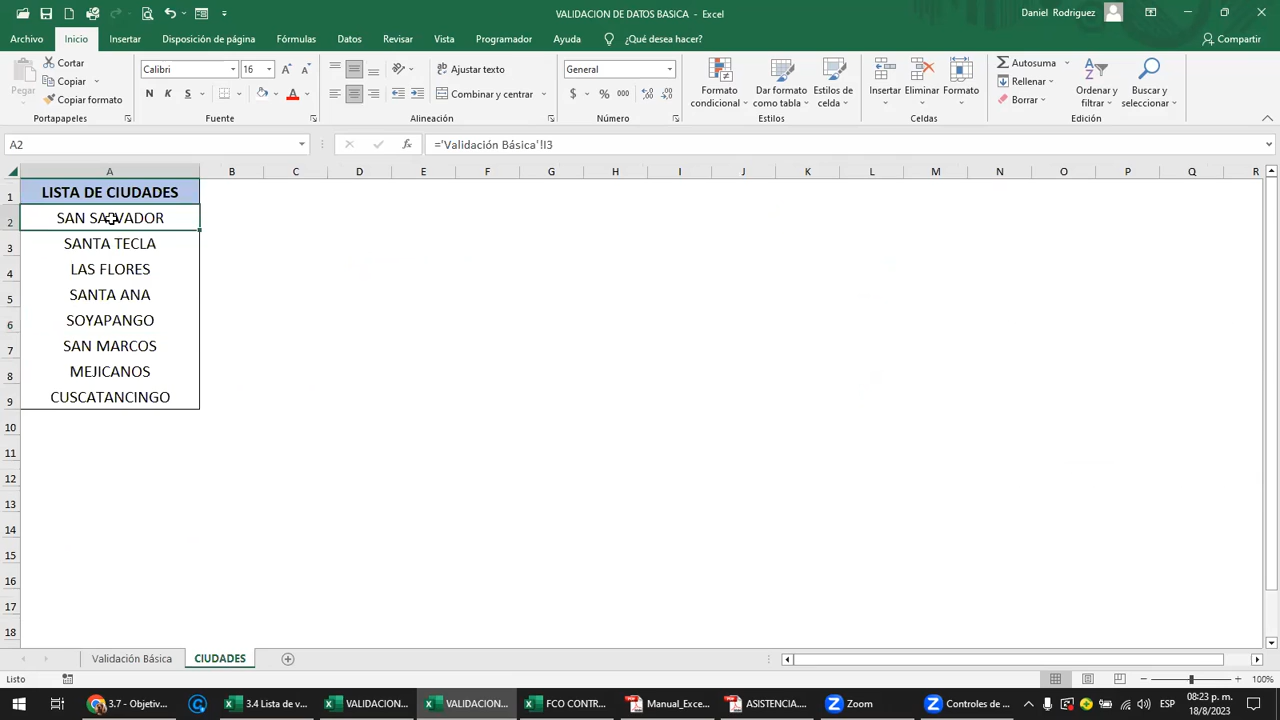 VALIDACION DE DATOS BASICA - Excel
Daniel Rodriguez
Archivo Inicio Insertar Disposición de página Fórmulas Datos Revisar Vista Programador Ayuda ¿Qué desea hacer? Compartir
Pegar
Cortar
Copiar
Copiar formato
Portapapeles
Calibri 16
N K S
Fuente
Ajustar texto
Combinar y centrar
Alineación
General
$ % 000
Número
Formato condicional
Dar formato como tabla
Estilos de celda
Estilos
Insertar Eliminar Formato
Celdas
Autosuma
Rellenar
Borrar
Ordenar y filtrar
Buscar y seleccionar
Edición
A2 fx ='Validación Básica'!I3
A B C D E F G H I J K L M N O P Q R
1 LISTA DE CIUDADES
2 SAN SALVADOR
3 SANTA TECLA
4 LAS FLORES
5 SANTA ANA
6 SOYAPANGO
7 SAN MARCOS
8 MEJICANOS
9 CUSCATANCINGO
10
11
12
13
14
15
16
17
18
Validación Básica CIUDADES
Listo 100%
3.7 - Objetiv... 3.4 Lista de v... VALIDACION... VALIDACION... FCO CONTR... Manual_Exce... ASISTENCIA.... Zoom Controles de ... ESP 08:23 p. m.
18/8/2023